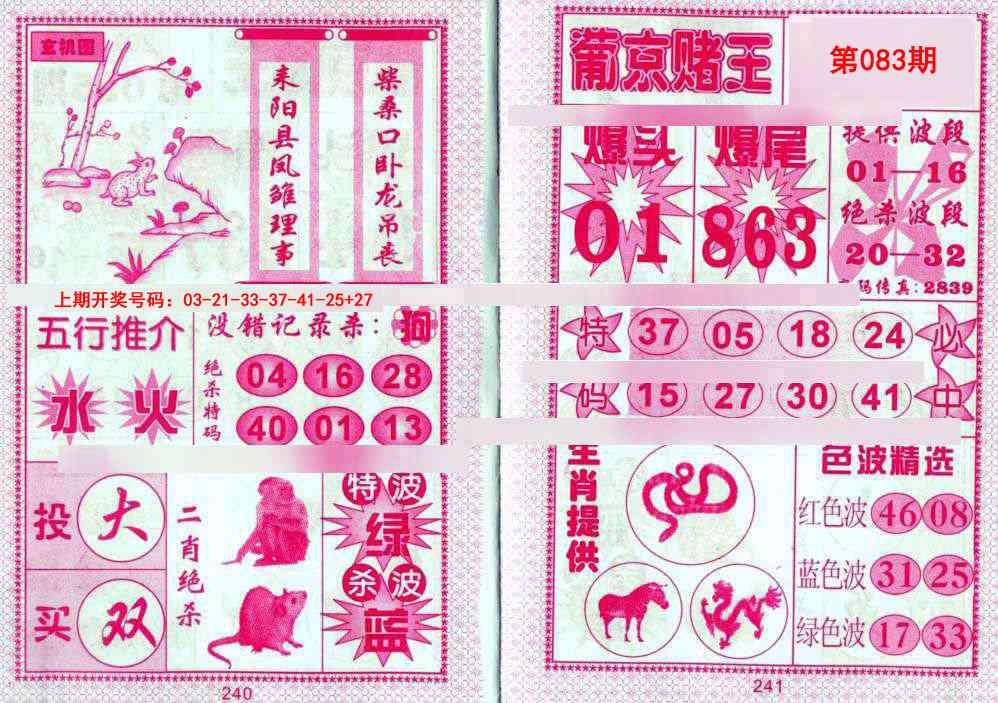 玄机图
耒阳县凤雏理事
柴桑口卧龙吊丧
上期开奖号码：03-21-33-37-41-25+27
五行推介
水 火
没错记录杀：狗
绝杀特码
04 16 28
40 01 13
投 大
买 双
二肖绝杀
特波
绿
杀波
蓝
240
葡京赌王
第083期
爆头
01
爆尾
863
提供波段
01—16
绝杀波段
20—32
码传真:2839
特 37 05 18 24 必
码 15 27 30 41 中
生肖提供
色波精选
红色波 46 08
蓝色波 31 25
绿色波 17 33
241